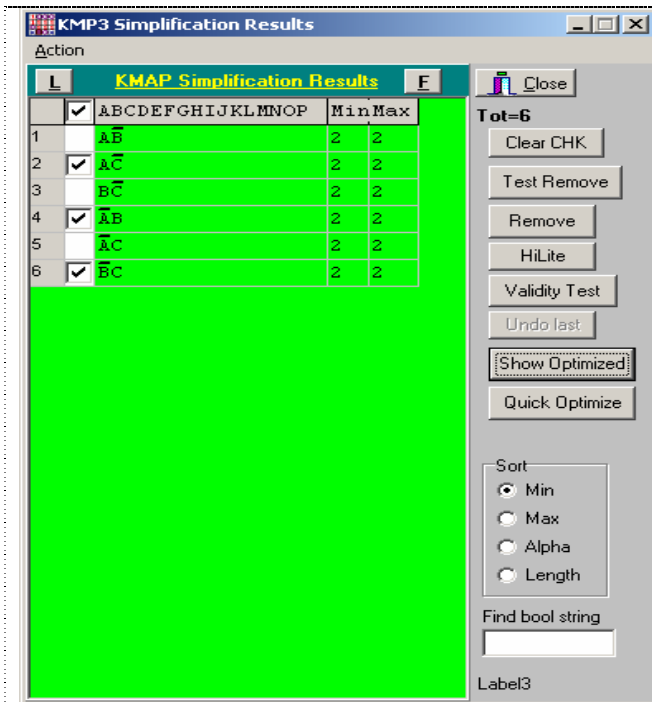 KMP3 Simplification Results
Action
L KMAP Simplification Results F
ABCDEFGHIJKLMNOP Min Max
1 AB̅ 2 2
2 AC̅ 2 2
3 BC̅ 2 2
4 A̅B 2 2
5 A̅C 2 2
6 B̅C 2 2
Close
Tot=6
Clear CHK
Test Remove
Remove
HiLite
Validity Test
Undo last
Show Optimized
Quick Optimize
Sort
Min
Max
Alpha
Length
Find bool string
Label3